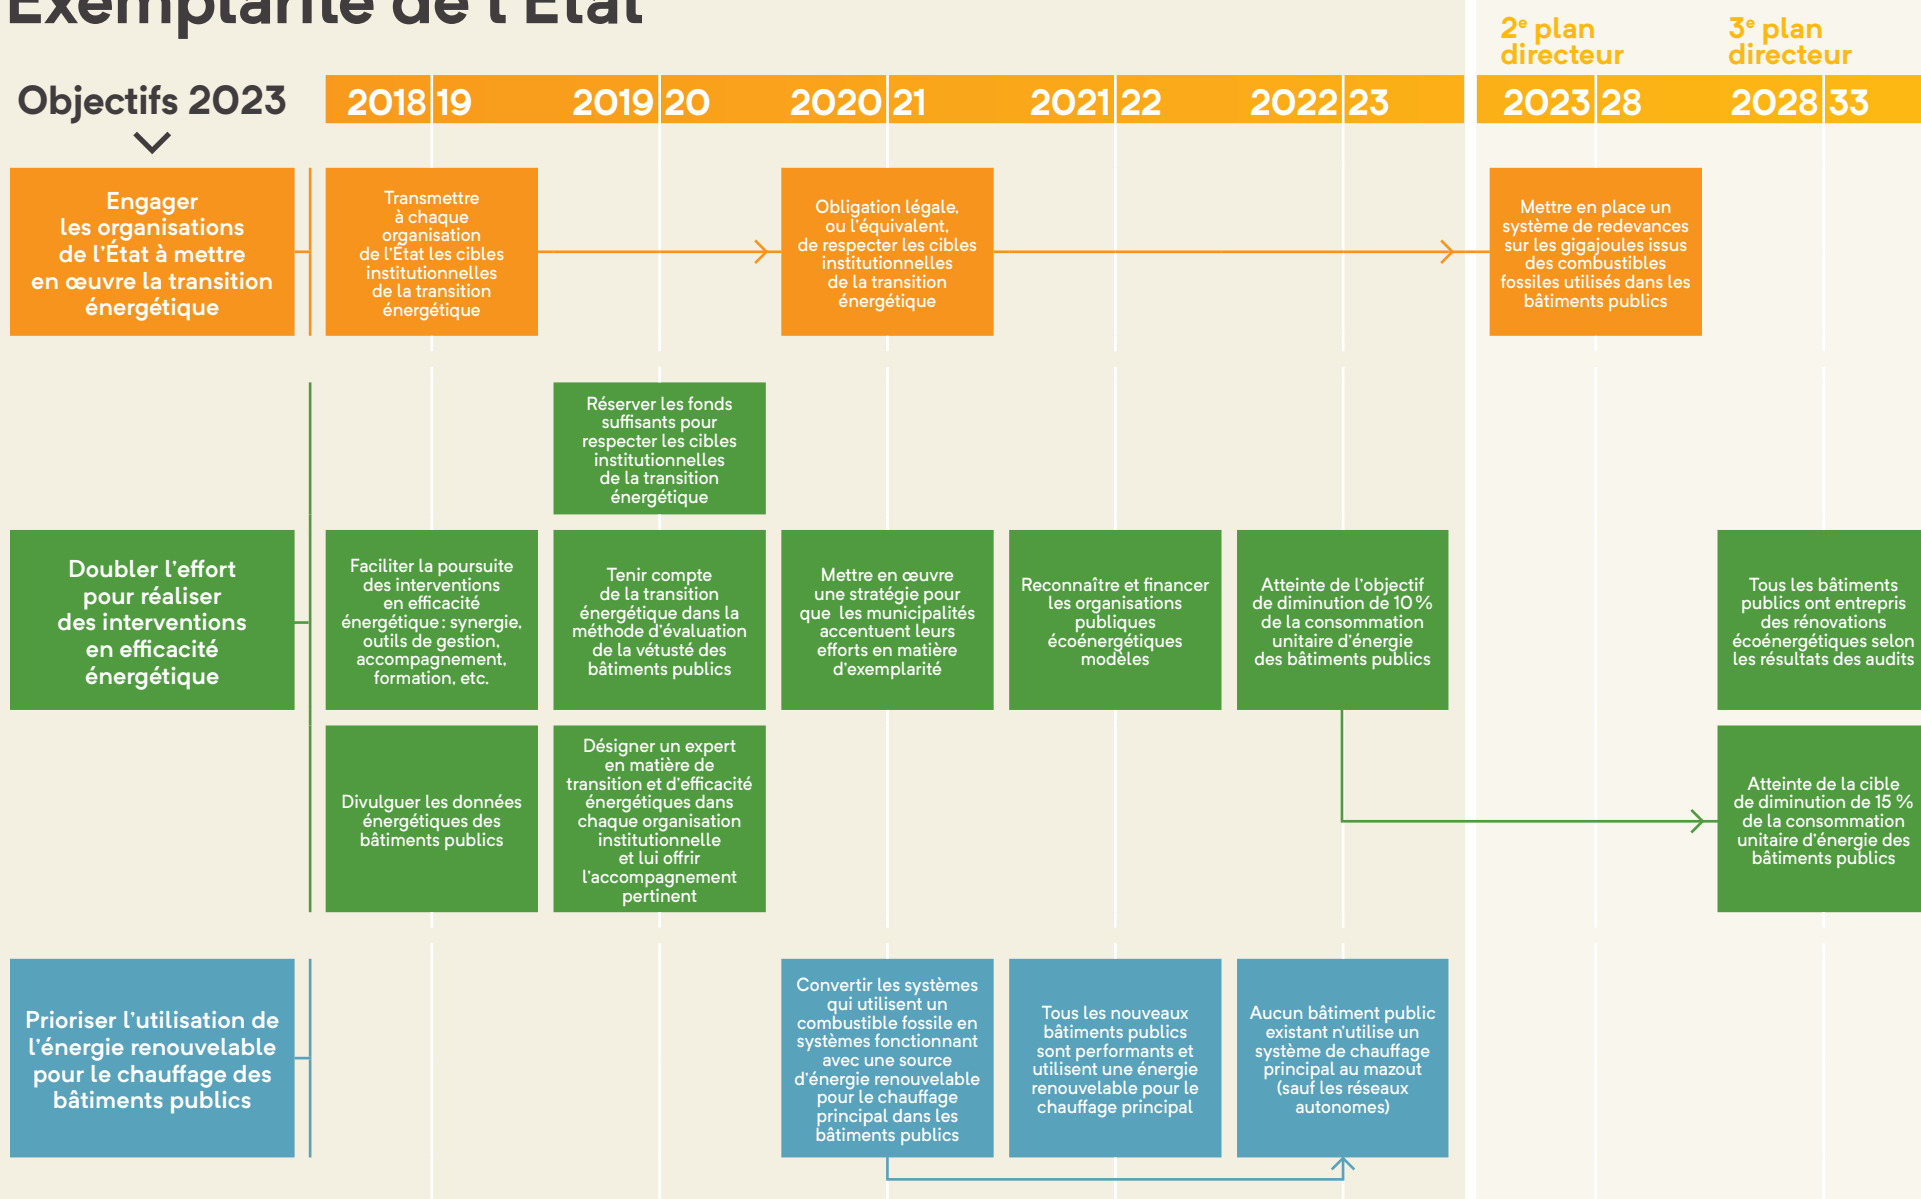 Exemplarité de l'État
2e plan
directeur
3e plan
directeur
Objectifs 2023
2018 19
2019 20
2020 21
2021 22
2022 23
2023 28
2028 33
Engager
les organisations
de l'État à mettre
en œuvre la transition
énergétique
Transmettre
à chaque
organisation
de l'État les cibles
institutionnelles
de la transition
énergétique
Obligation légale,
ou l'équivalent,
de respecter les cibles
institutionnelles
de la transition
énergétique
Mettre en place un
système de redevances
sur les gigajoules issus
des combustibles
fossiles utilisés dans les
bâtiments publics
Réserver les fonds
suffisants pour
respecter les cibles
institutionnelles
de la transition
énergétique
Doubler l'effort
pour réaliser
des interventions
en efficacité
énergétique
Faciliter la poursuite
des interventions
en efficacité
énergétique : synergie,
outils de gestion,
accompagnement,
formation, etc.
Tenir compte
de la transition
énergétique dans la
méthode d'évaluation
de la vétusté des
bâtiments publics
Mettre en œuvre
une stratégie pour
que les municipalités
accentuent leurs
efforts en matière
d'exemplarité
Reconnaître et financer
les organisations
publiques
écoénergétiques
modèles
Atteinte de l'objectif
de diminution de 10 %
de la consommation
unitaire d'énergie
des bâtiments publics
Tous les bâtiments
publics ont entrepris
des rénovations
écoénergétiques selon
les résultats des audits
Divulguer les données
énergétiques des
bâtiments publics
Désigner un expert
en matière de
transition et d'efficacité
énergétiques dans
chaque organisation
institutionnelle
et lui offrir
l'accompagnement
pertinent
Atteinte de la cible
de diminution de 15 %
de la consommation
unitaire d'énergie des
bâtiments publics
Prioriser l'utilisation de
l'énergie renouvelable
pour le chauffage des
bâtiments publics
Convertir les systèmes
qui utilisent un
combustible fossile en
systèmes fonctionnant
avec une source
d'énergie renouvelable
pour le chauffage
principal dans les
bâtiments publics
Tous les nouveaux
bâtiments publics
sont performants et
utilisent une énergie
renouvelable pour le
chauffage principal
Aucun bâtiment public
existant n'utilise un
système de chauffage
principal au mazout
(sauf les réseaux
autonomes)